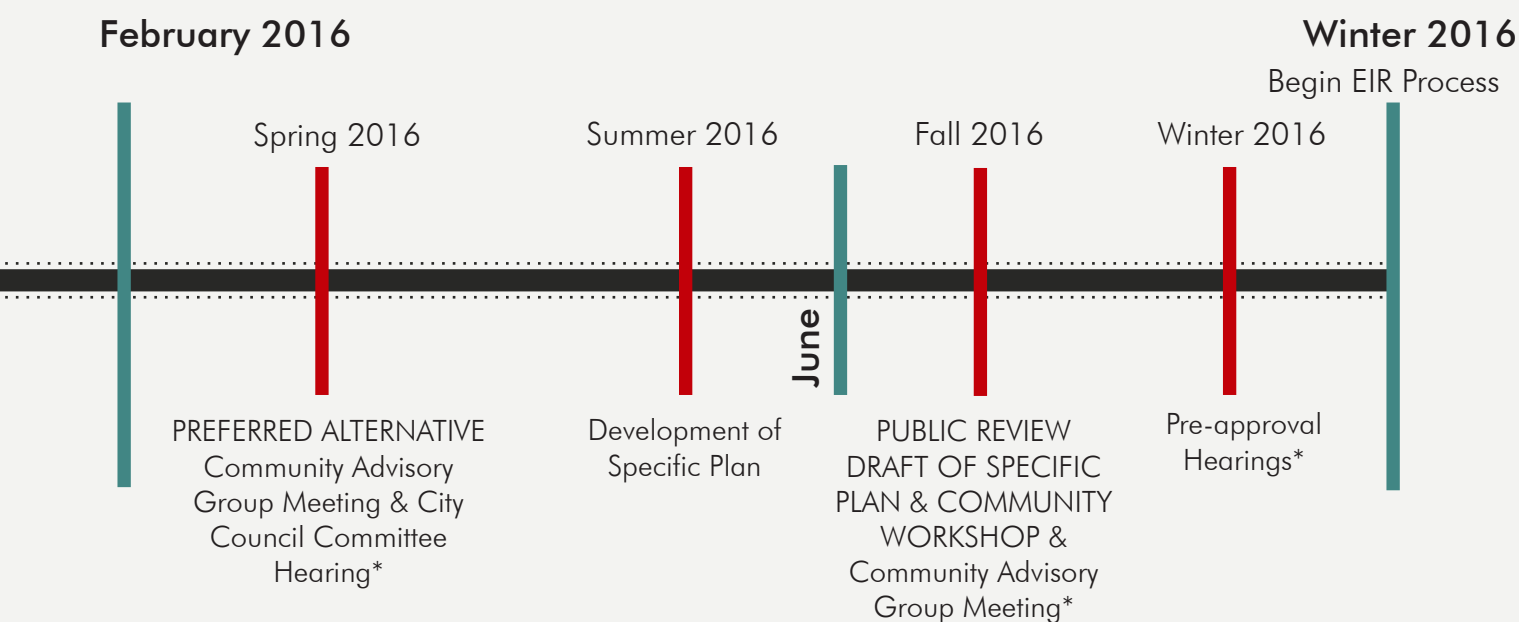 February 2016
Winter 2016
Begin EIR Process
Spring 2016
Summer 2016
Fall 2016
Winter 2016
June
PREFERRED ALTERNATIVE
Community Advisory
Group Meeting & City
Council Committee
Hearing*
Development of
Specific Plan
PUBLIC REVIEW
DRAFT OF SPECIFIC
PLAN & COMMUNITY
WORKSHOP &
Community Advisory
Group Meeting*
Pre-approval
Hearings*